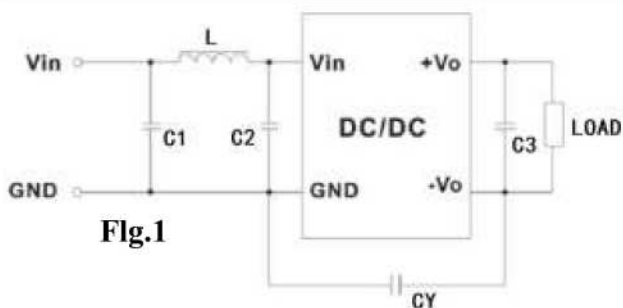 L
Vin
Vin
+Vo
C1
C2
DC/DC
C3
LOAD
GND
GND
-Vo
Flg.1
CY